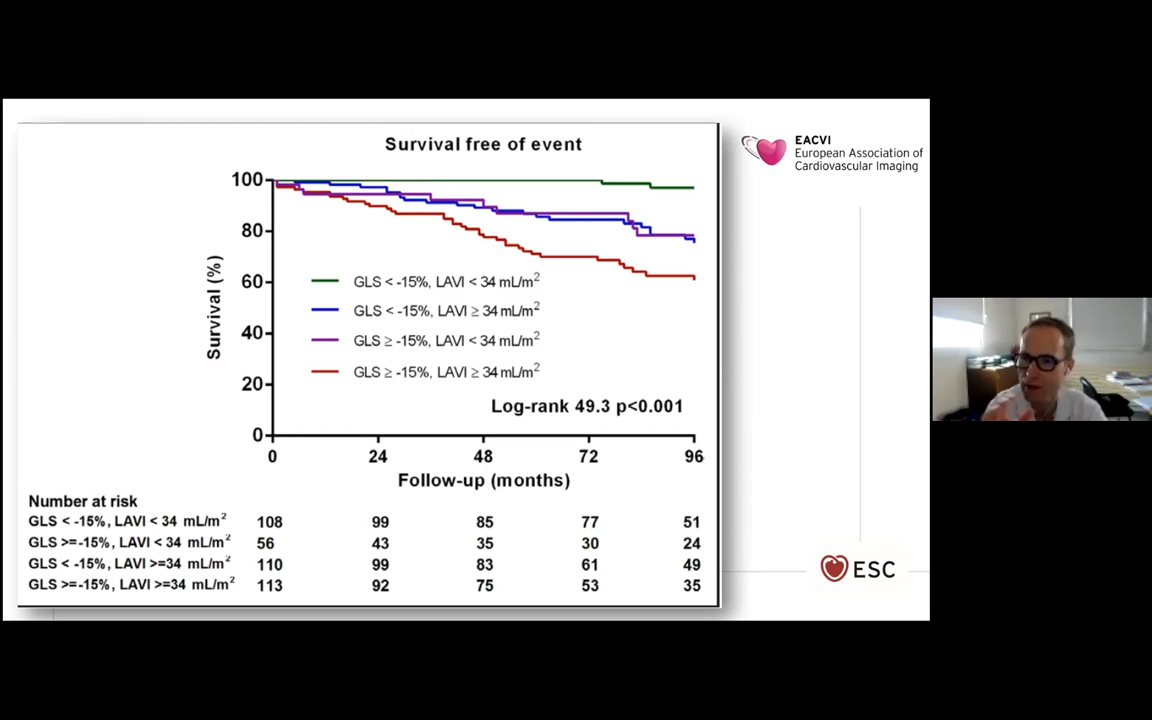 Survival free of event
EACVI
European Association of
Cardiovascular Imaging
100
80
60
40
20
0
Survival (%)
GLS < -15%, LAVI < 34 mL/m²
GLS < -15%, LAVI ≥ 34 mL/m²
GLS ≥ -15%, LAVI < 34 mL/m²
GLS ≥ -15%, LAVI ≥ 34 mL/m²
Log-rank 49.3 p<0.001
0 24 48 72 96
Follow-up (months)
Number at risk
GLS < -15%, LAVI < 34 mL/m² 108 99 85 77 51
GLS >=-15%, LAVI < 34 mL/m² 56 43 35 30 24
GLS < -15%, LAVI >=34 mL/m² 110 99 83 61 49
GLS >=-15%, LAVI >=34 mL/m² 113 92 75 53 35
ESC